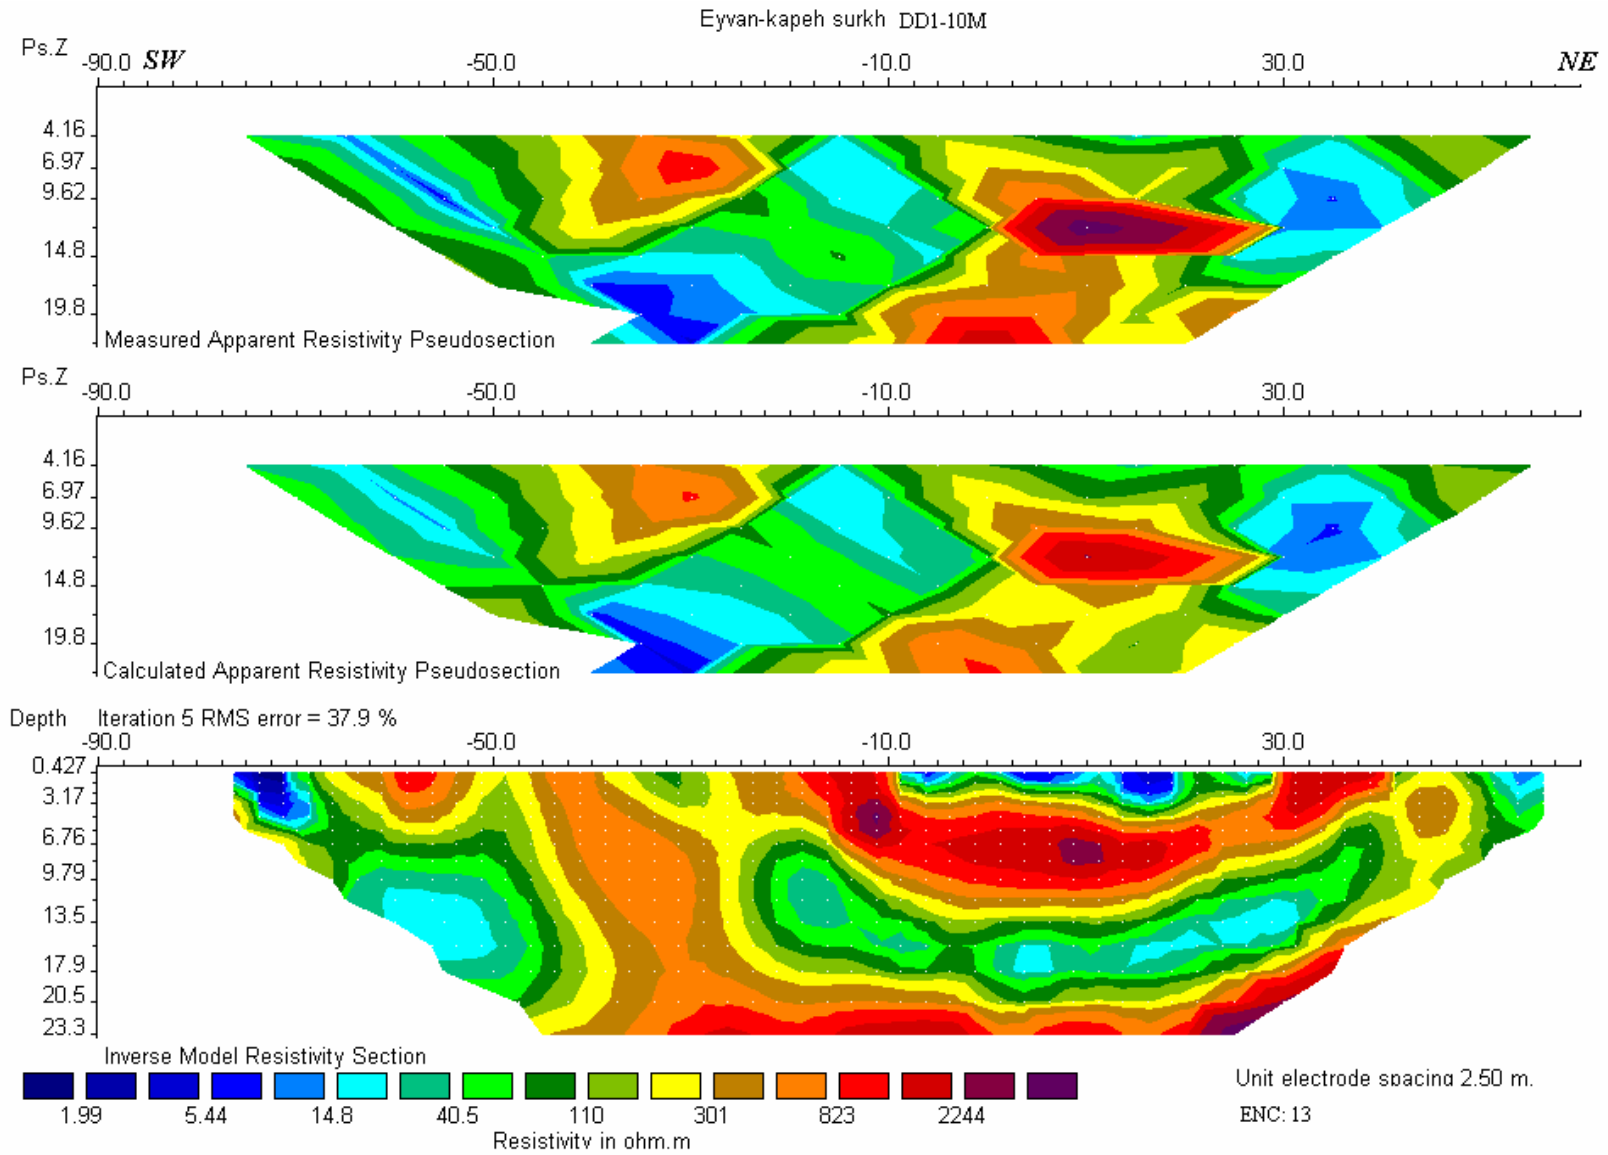 Eyvan-kapeh surkh DD1-10M
Ps.Z -90.0 SW -50.0 -10.0 30.0 NE
4.16
6.97
9.62
14.8
19.8
Measured Apparent Resistivity Pseudosection
Ps.Z -90.0 -50.0 -10.0 30.0
4.16
6.97
9.62
14.8
19.8
Calculated Apparent Resistivity Pseudosection
Depth Iteration 5 RMS error = 37.9 %
-90.0 -50.0 -10.0 30.0
0.427
3.17
6.76
9.79
13.5
17.9
20.5
23.3
Inverse Model Resistivity Section
1.99 5.44 14.8 40.5 110 301 823 2244
Resistivity in ohm.m
Unit electrode spacing 2.50 m.
ENC: 13